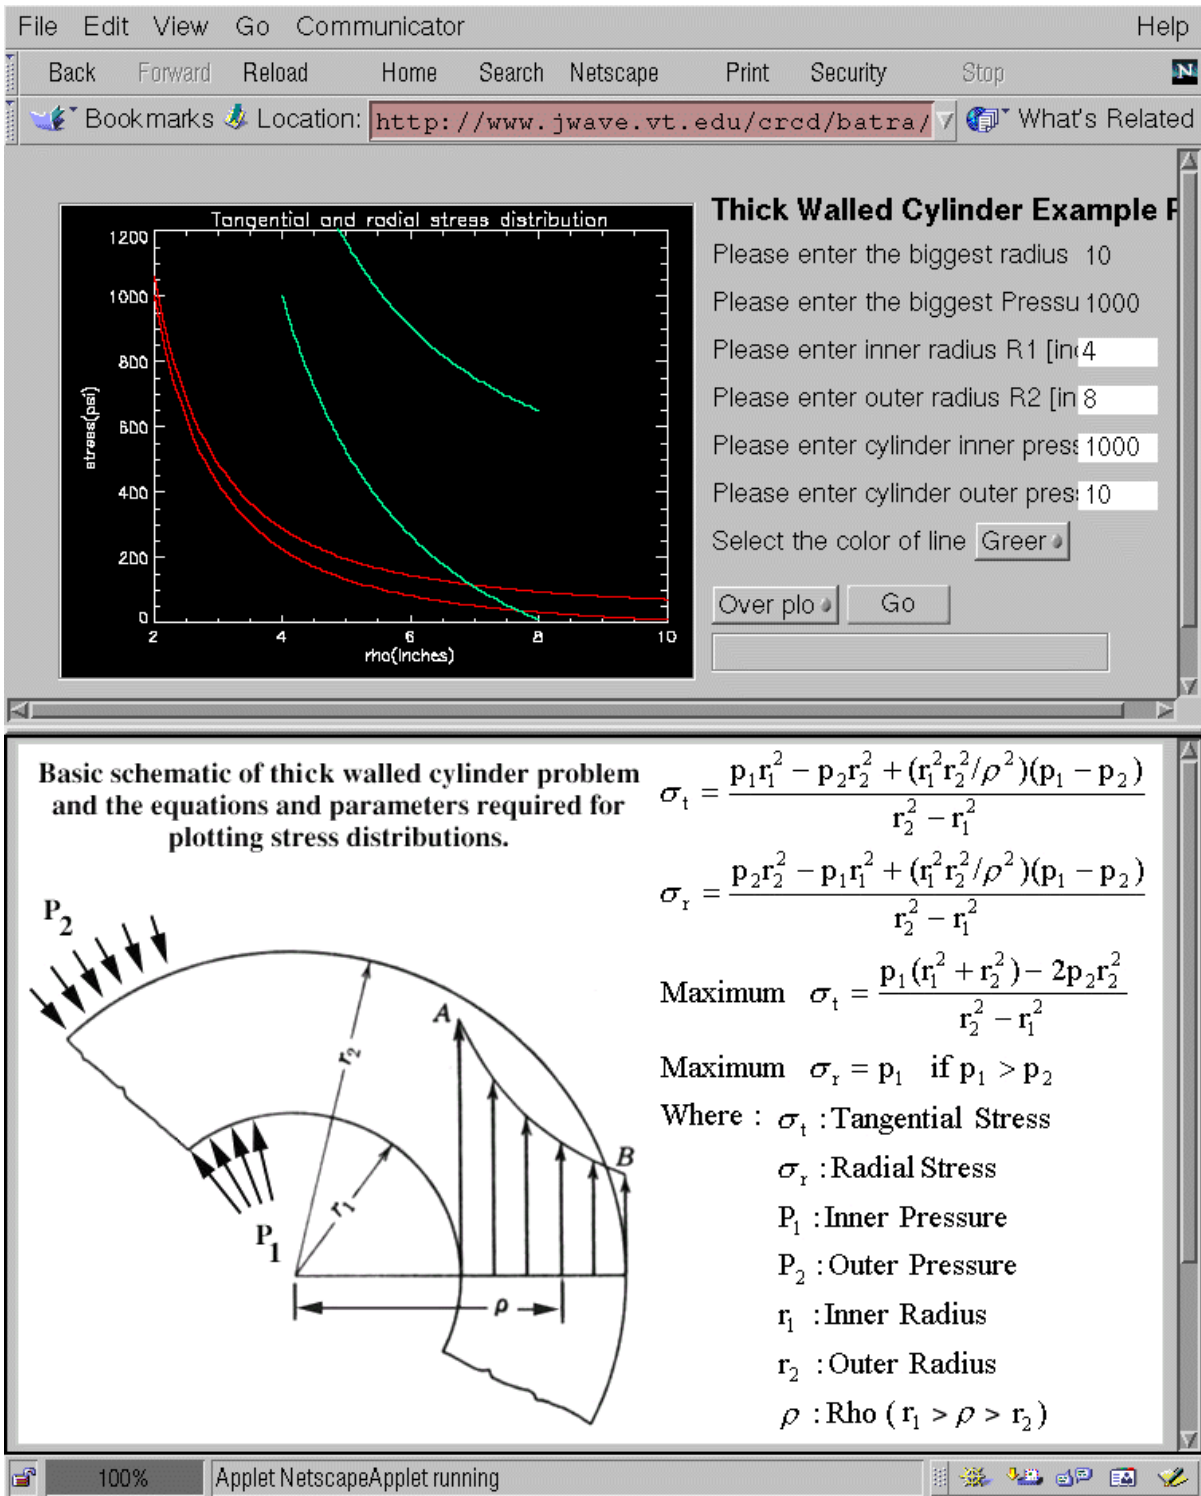 File Edit View Go Communicator Help
Back Forward Reload Home Search Netscape Print Security Stop N
Bookmarks Location: http://www.jwave.vt.edu/crcd/batra/ What's Related
Tangential and radial stress distribution
1200
1000
800
600
400
200
0
stress(psi)
2 4 6 8 10
rho(inches)
Thick Walled Cylinder Example P
Please enter the biggest radius 10
Please enter the biggest Pressu 1000
Please enter inner radius R1 [inc 4
Please enter outer radius R2 [in 8
Please enter cylinder inner press 1000
Please enter cylinder outer pres 10
Select the color of line Greer
Over plo Go
Basic schematic of thick walled cylinder problem
and the equations and parameters required for
plotting stress distributions.
P₂
A
r₂
r₁
B
P₁
ρ
σₜ = (p₁r₁² − p₂r₂² + (r₁²r₂²/ρ²)(p₁ − p₂)) / (r₂² − r₁²)
σᵣ = (p₂r₂² − p₁r₁² + (r₁²r₂²/ρ²)(p₁ − p₂)) / (r₂² − r₁²)
Maximum σₜ = (p₁(r₁² + r₂²) − 2p₂r₂²) / (r₂² − r₁²)
Maximum σᵣ = p₁ if p₁ > p₂
Where : σₜ : Tangential Stress
σᵣ : Radial Stress
P₁ : Inner Pressure
P₂ : Outer Pressure
r₁ : Inner Radius
r₂ : Outer Radius
ρ : Rho ( r₁ > ρ > r₂ )
100% Applet NetscapeApplet running